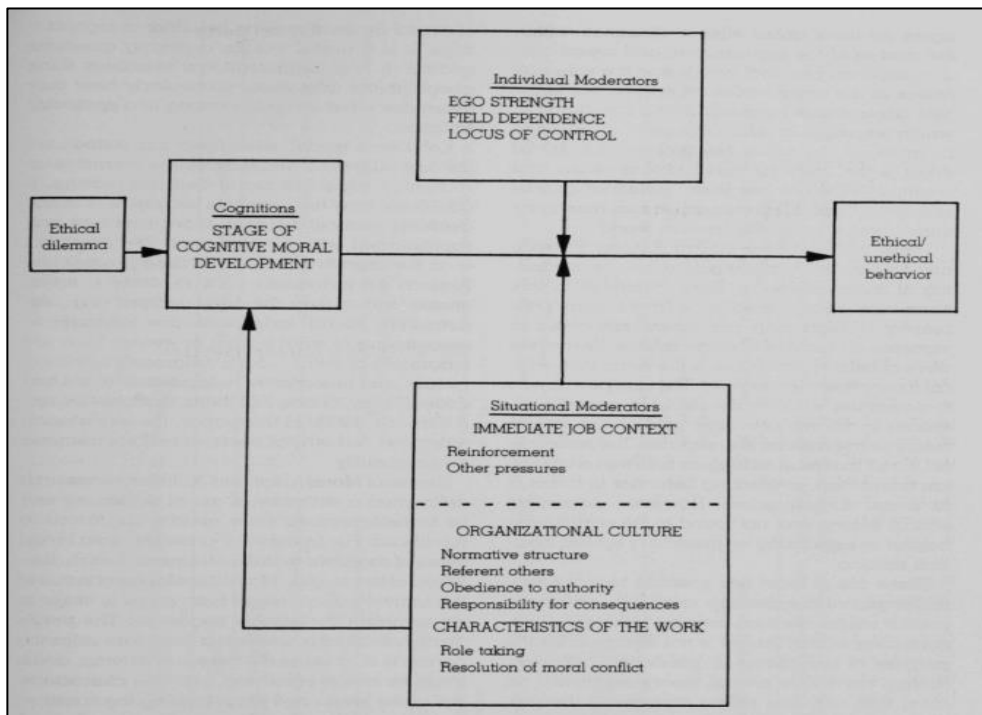 Individual Moderators
EGO STRENGTH
FIELD DEPENDENCE
LOCUS OF CONTROL
Cognitions
STAGE OF
COGNITIVE MORAL
DEVELOPMENT
Ethical
dilemma
Ethical/
unethical
behavior
Situational Moderators
IMMEDIATE JOB CONTEXT
Reinforcement
Other pressures
ORGANIZATIONAL CULTURE
Normative structure
Referent others
Obedience to authority
Responsibility for consequences
CHARACTERISTICS OF THE WORK
Role taking
Resolution of moral conflict